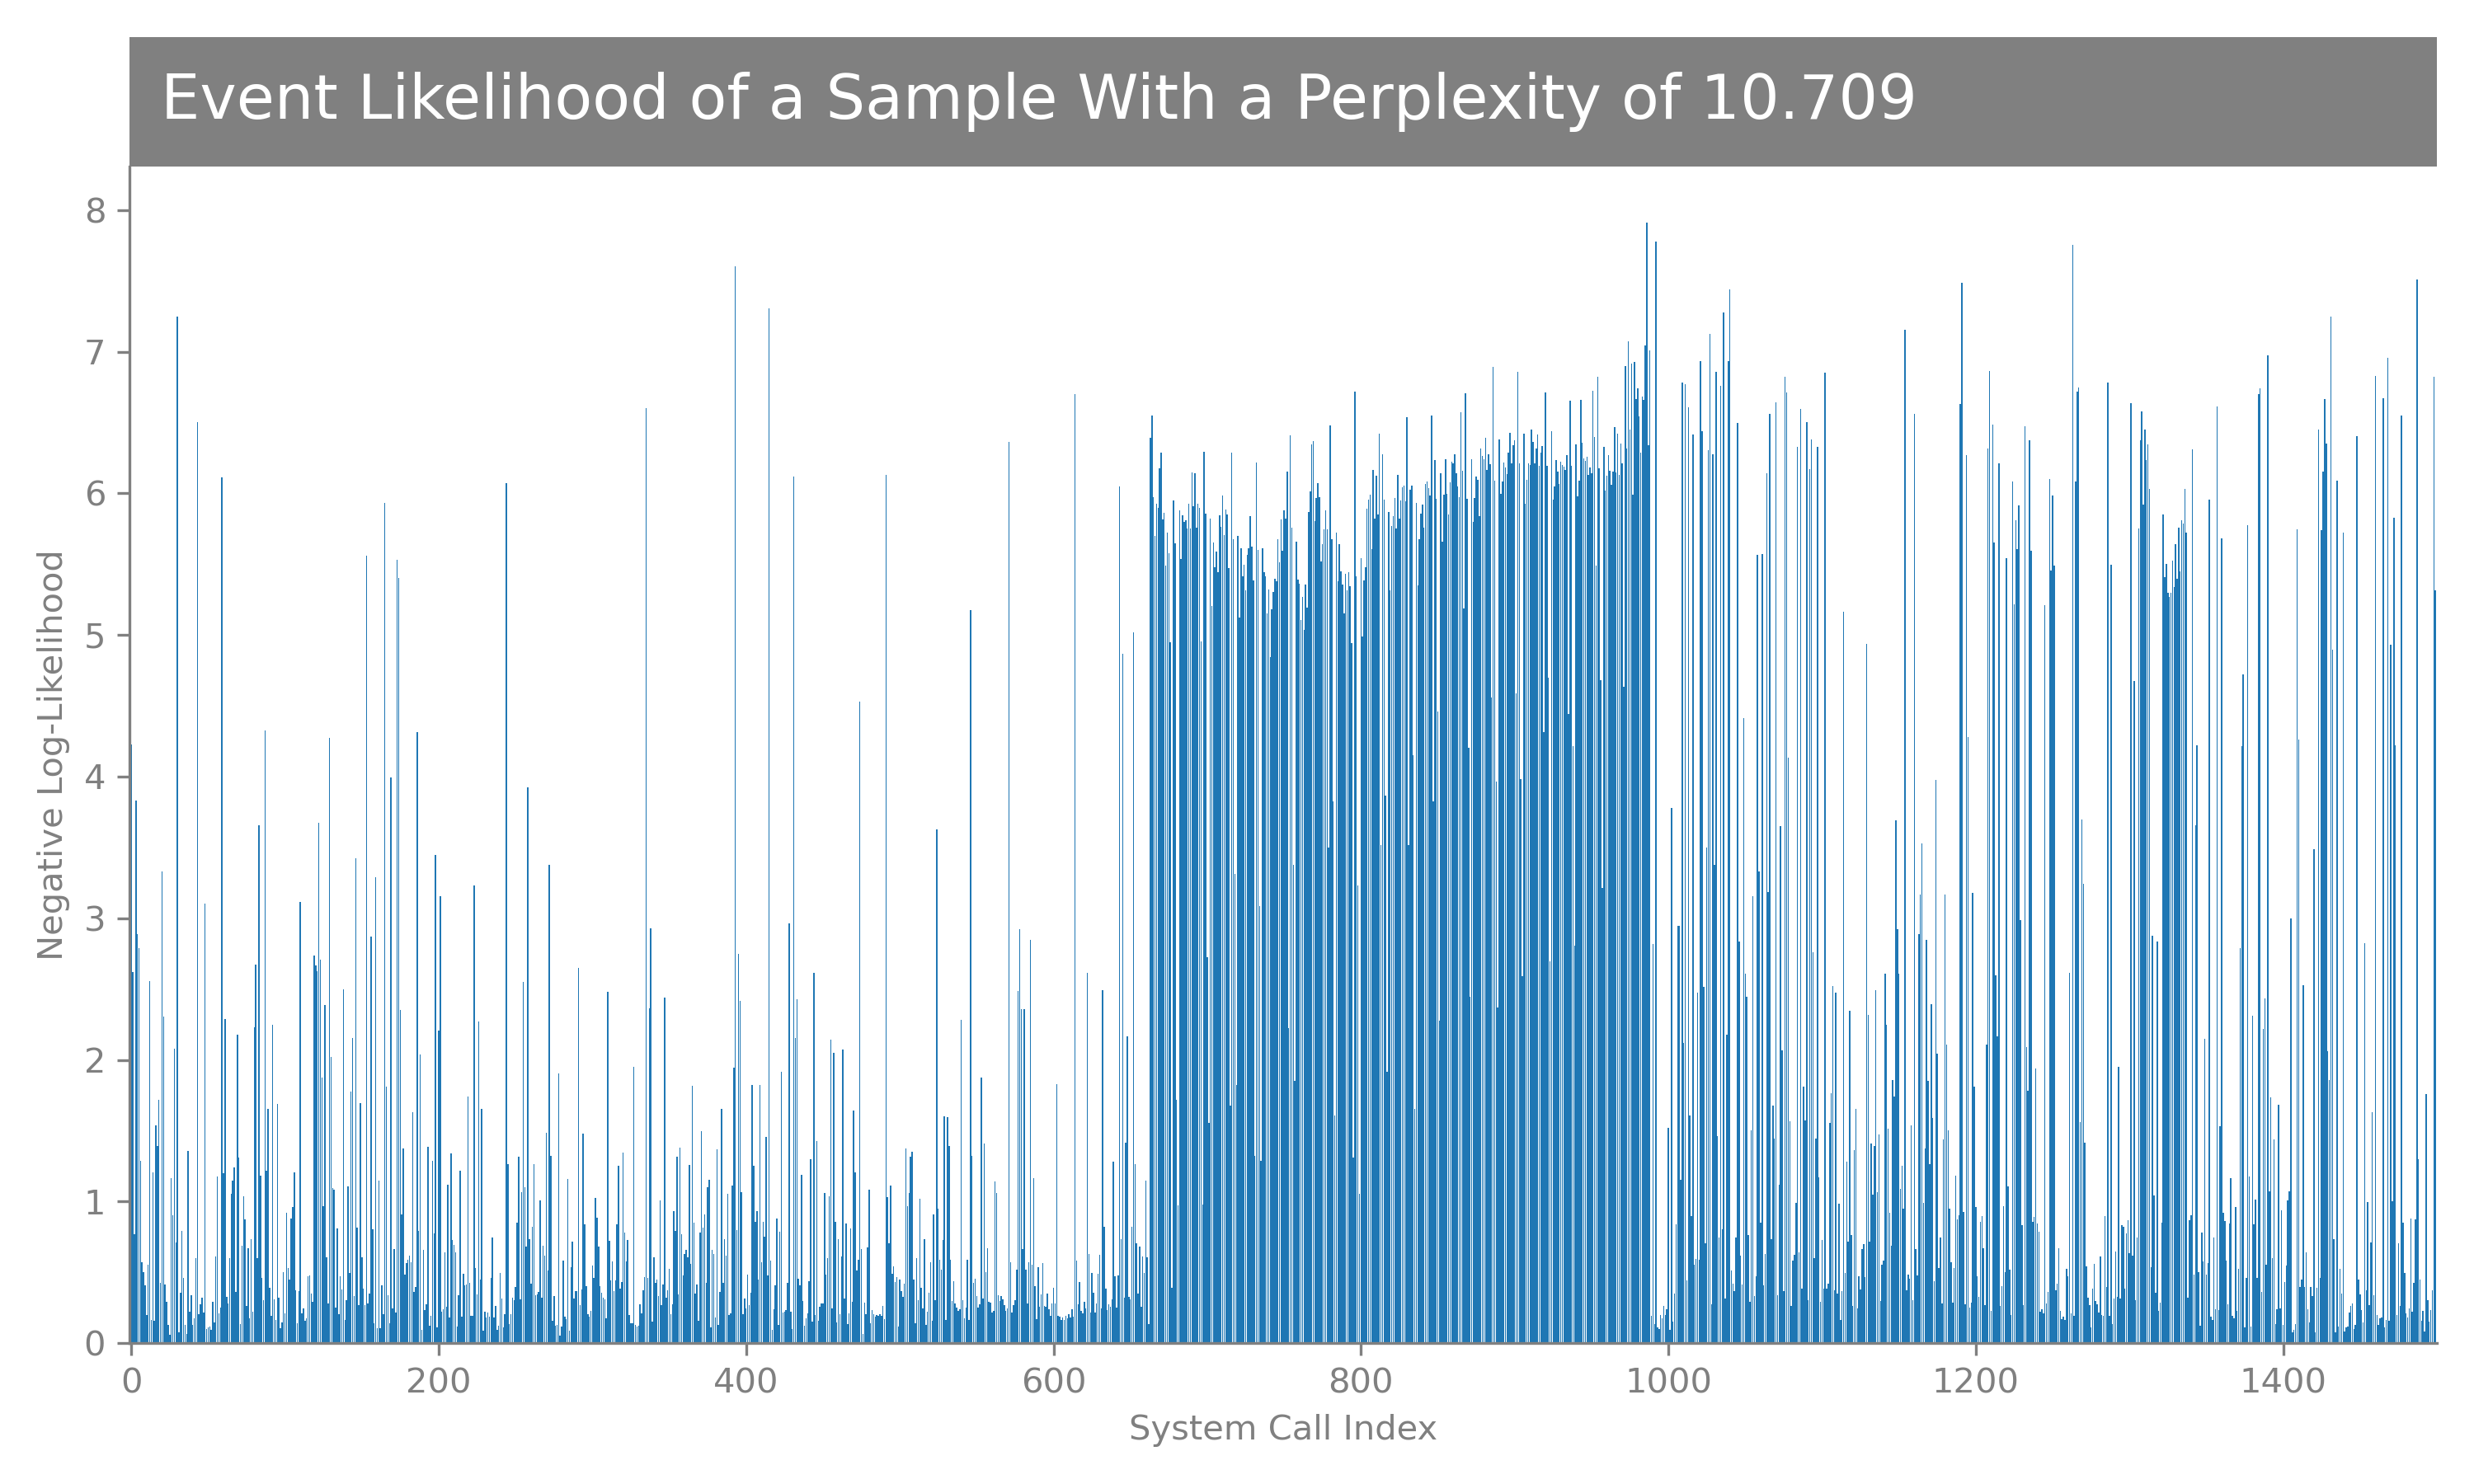 Event Likelihood of a Sample With a Perplexity of 10.709
8
7
6
5
4
3
2
1
0
Negative Log-Likelihood
0 200 400 600 800 1000 1200 1400
System Call Index